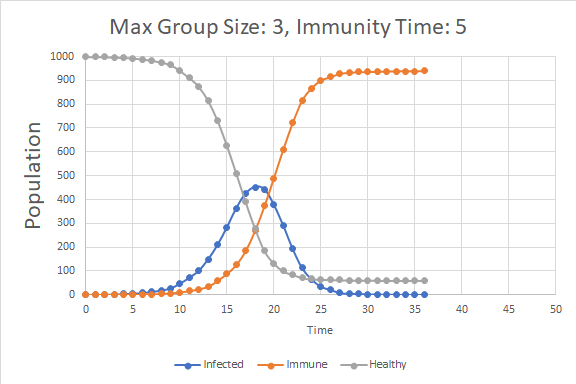 Max Group Size: 3, Immunity Time: 5
Population
1000
900
800
700
600
500
400
300
200
100
0
0 5 10 15 20 25 30 35 40 45 50
Time
Infected Immune Healthy